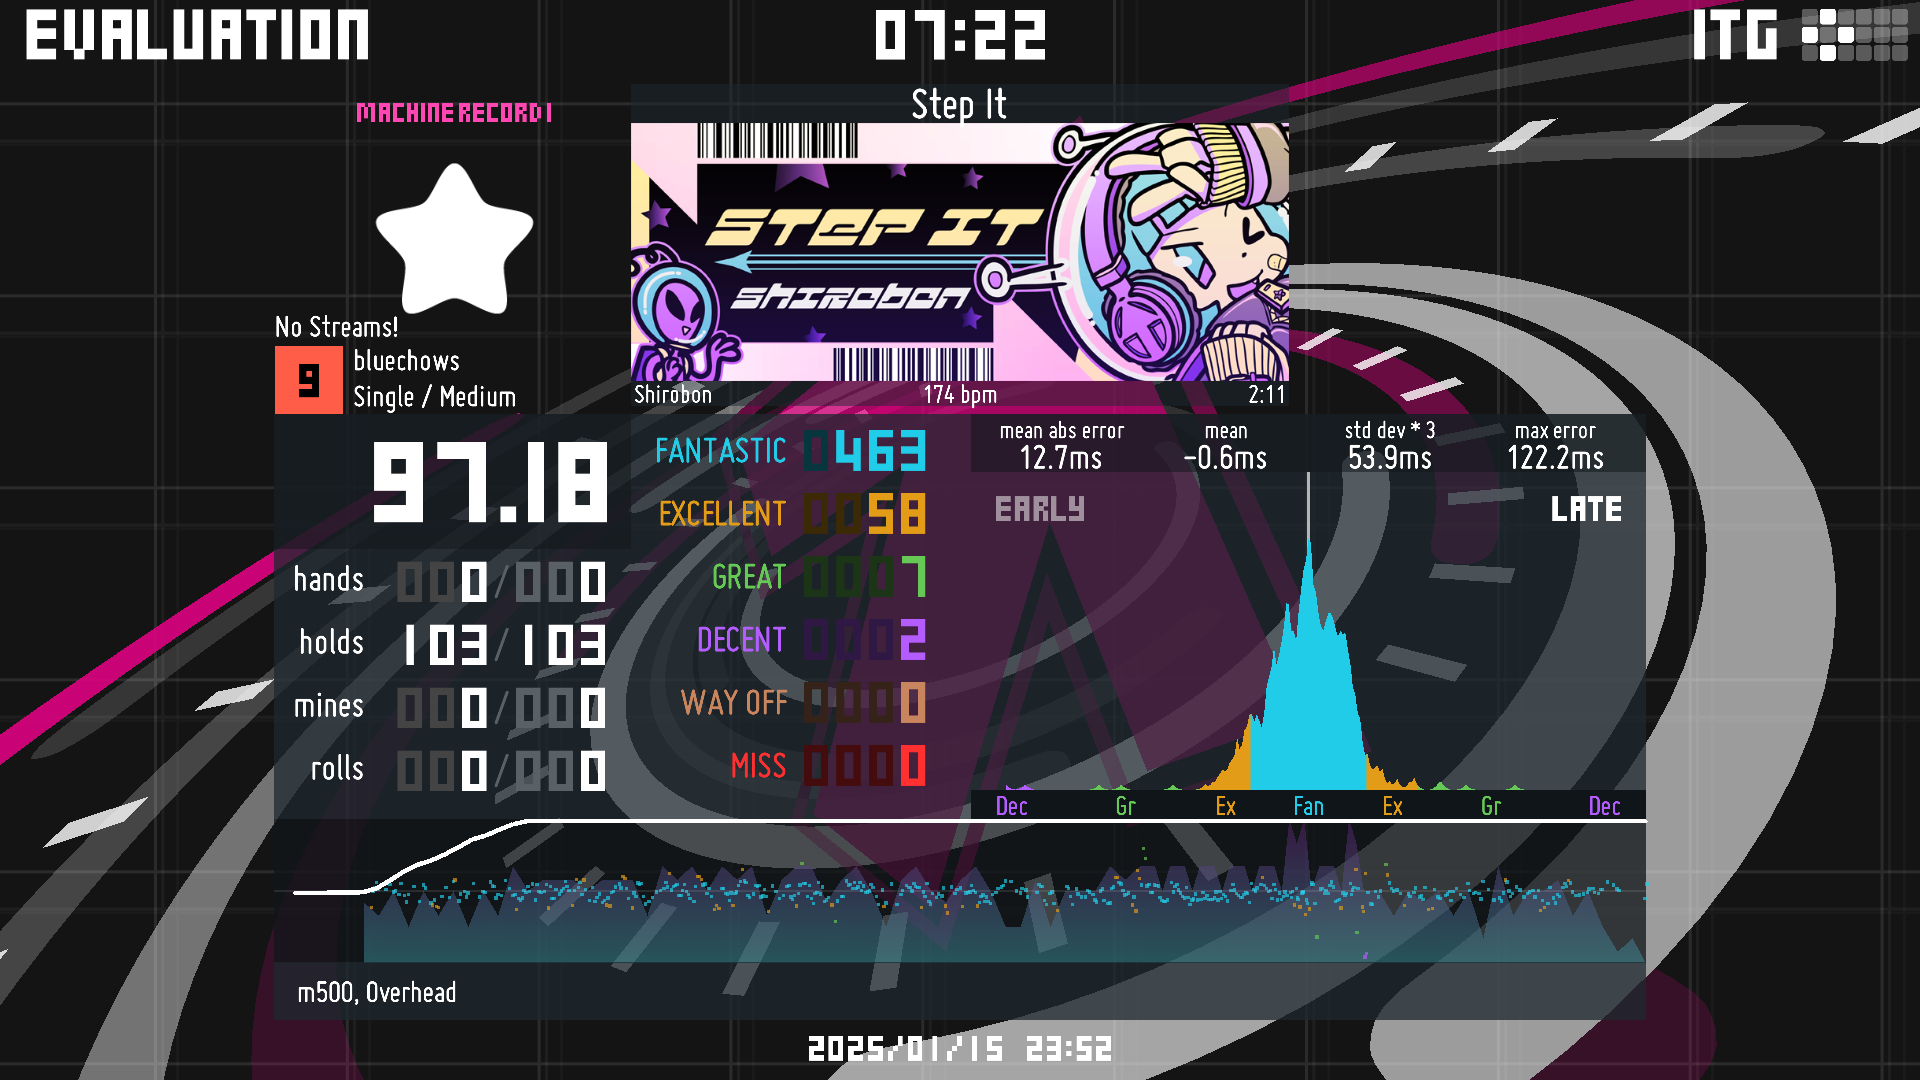 EVALUATION
07:22
ITG
MACHINE RECORD 1
Step It
STEP IT
SHIROBON
No Streams!
9
bluechows
Single / Medium
Shirobon
174 bpm
2:11
97.18
hands 000/000
holds 103/103
mines 000/000
rolls 000/000
FANTASTIC 0463
EXCELLENT 0058
GREAT 0007
DECENT 0002
WAY OFF 0000
MISS 0000
mean abs error
12.7ms
mean
-0.6ms
std dev * 3
53.9ms
max error
122.2ms
EARLY
LATE
Dec Gr Ex Fan Ex Gr Dec
m500, Overhead
2025/01/15 23:52